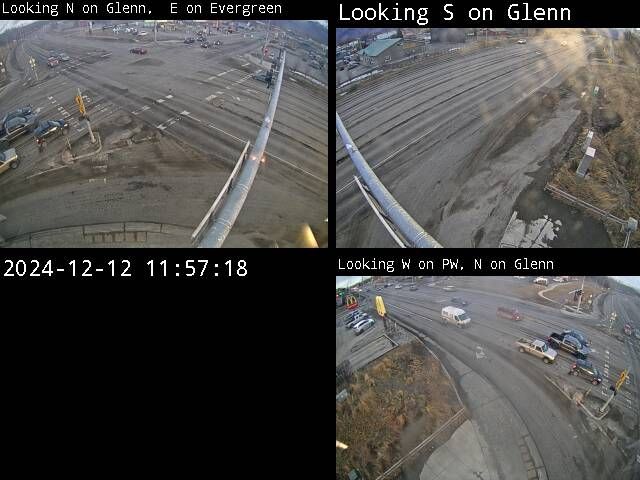 Looking N on Glenn,  E on Evergreen
Looking S on Glenn
2024-12-12 11:57:18
Looking W on PW, N on Glenn